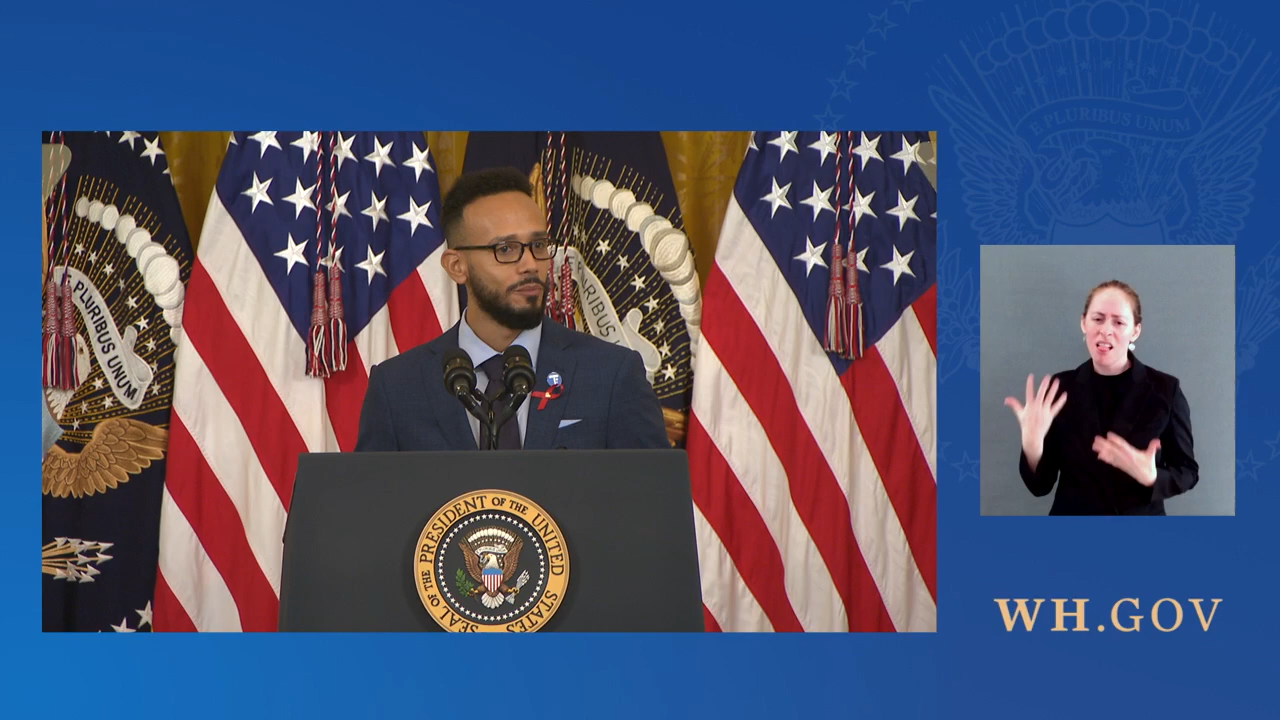 E PLURIBUS UNUM
PLURIBUS UNUM
PLURIBUS
SEAL OF THE PRESIDENT OF THE UNITED STATES
WH.GOV